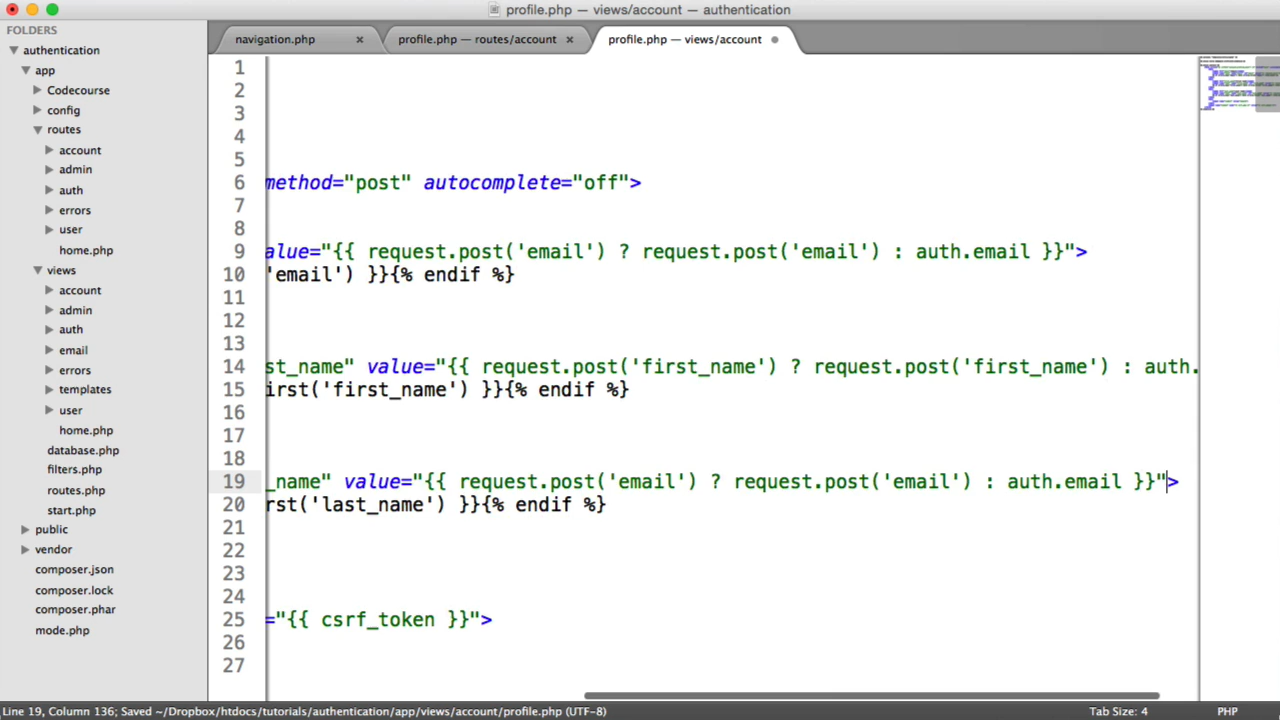 profile.php — views/account — authentication
FOLDERS
authentication
app
Codecourse
config
routes
account
admin
auth
errors
user
home.php
views
account
admin
auth
email
errors
templates
user
home.php
database.php
filters.php
routes.php
start.php
public
vendor
composer.json
composer.lock
composer.phar
mode.php
navigation.php ×
profile.php — routes/account ×
profile.php — views/account
1
2
3
4
5
6 method="post" autocomplete="off">
7
8
9 alue="{{ request.post('email') ? request.post('email') : auth.email }}">
10 'email') }}{% endif %}
11
12
13
14 st_name" value="{{ request.post('first_name') ? request.post('first_name') : auth.
15 irst('first_name') }}{% endif %}
16
17
18
19 _name" value="{{ request.post('email') ? request.post('email') : auth.email }}">
20 rst('last_name') }}{% endif %}
21
22
23
24
25 ="{{ csrf_token }}">
26
27
Line 19, Column 136; Saved ~/Dropbox/htdocs/tutorials/authentication/app/views/account/profile.php (UTF-8)
Tab Size: 4
PHP